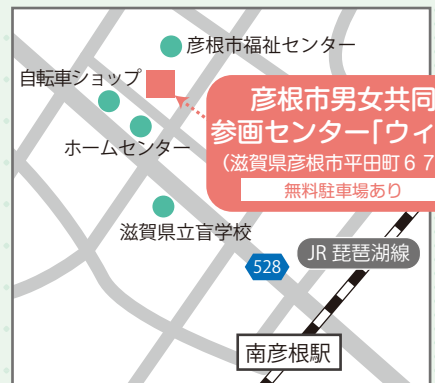 彦根市福祉センター
自転車ショップ
ホームセンター
彦根市男女共同
参画センター「ウィ
(滋賀県彦根市平田町67
無料駐車場あり
滋賀県立盲学校
JR 琵琶湖線
528
南彦根駅